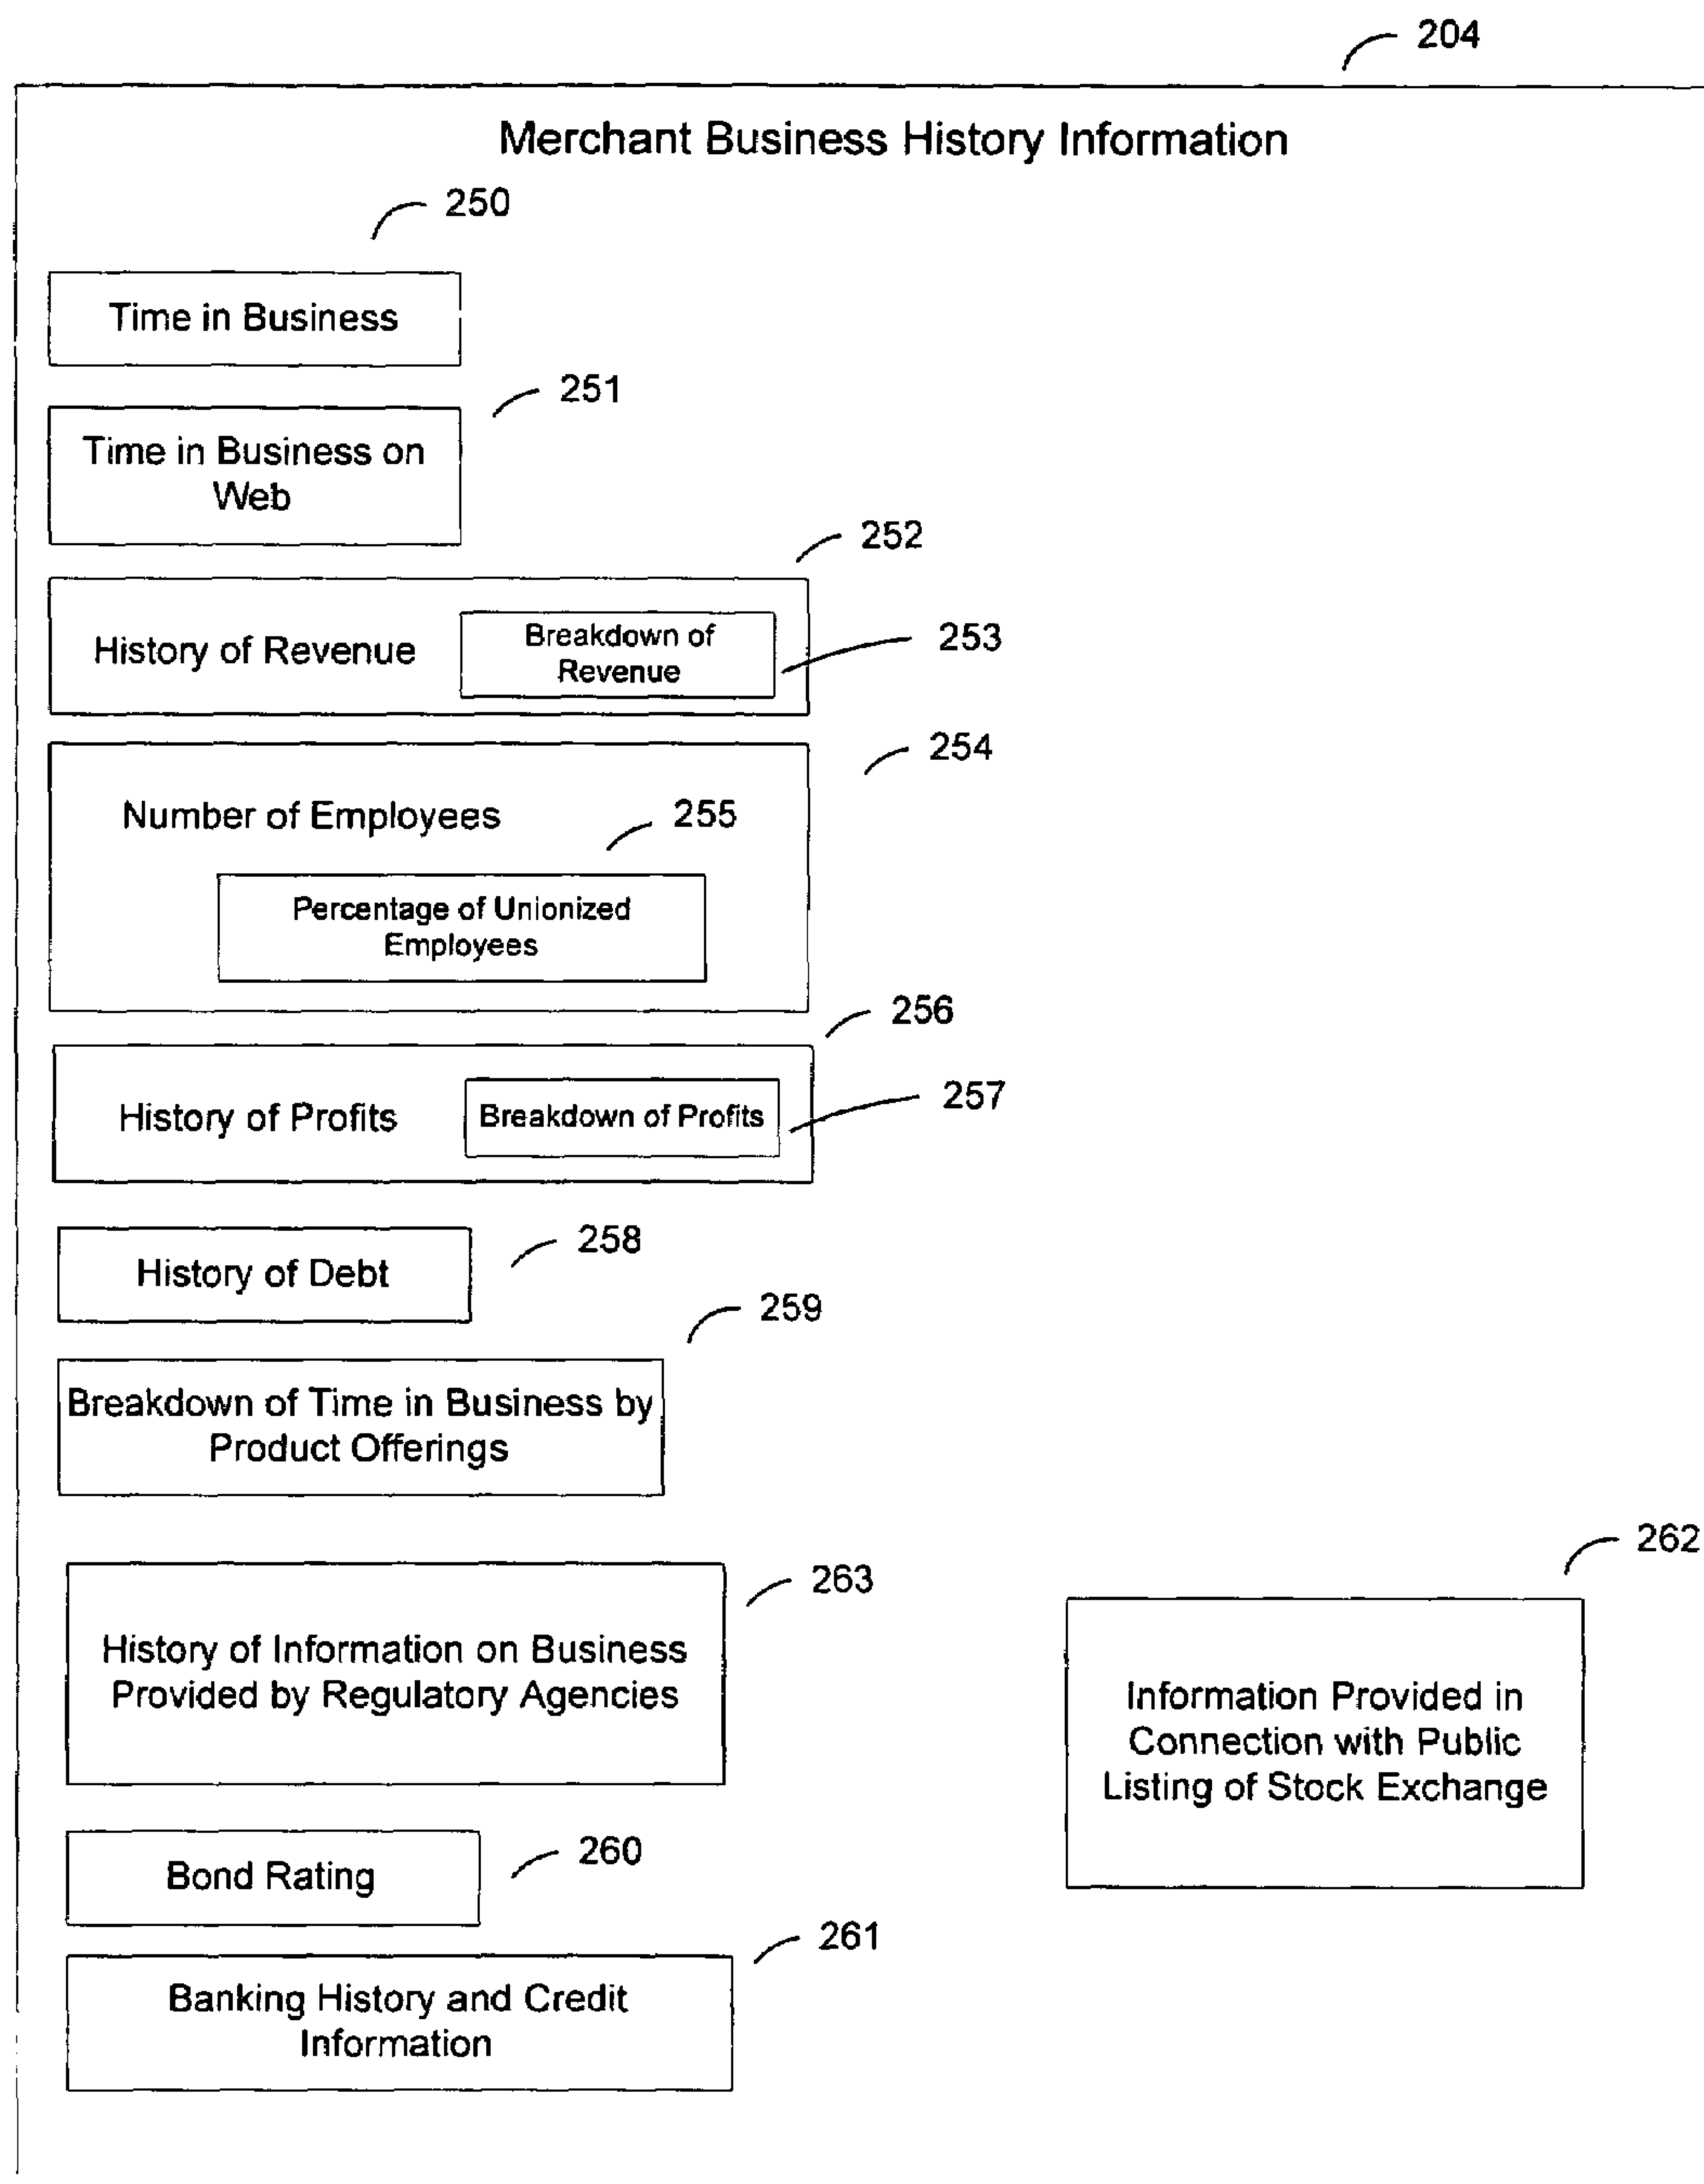 204
Merchant Business History Information
250
Time in Business
251
Time in Business on
Web
252
History of Revenue
Breakdown of
Revenue
253
254
Number of Employees
255
Percentage of Unionized
Employees
256
History of Profits
Breakdown of Profits
257
258
History of Debt
259
Breakdown of Time in Business by
Product Offerings
262
263
History of Information on Business
Provided by Regulatory Agencies
Information Provided in
Connection with Public
Listing of Stock Exchange
260
Bond Rating
261
Banking History and Credit
Information